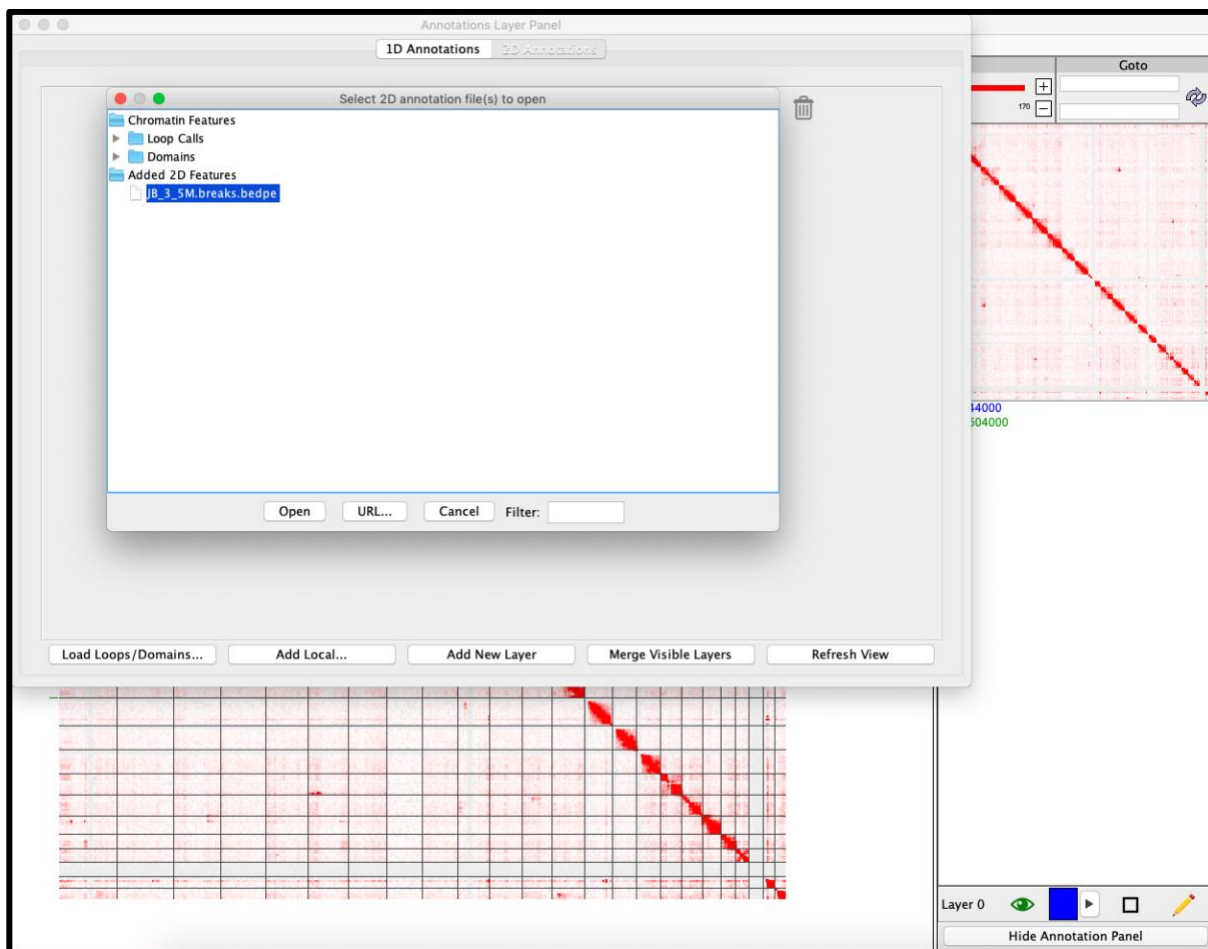 Annotations Layer Panel
1D Annotations 2D Annotations
Goto
Select 2D annotation file(s) to open
Chromatin Features
Loop Calls
Domains
Added 2D Features
JB_3_5M.breaks.bedpe
170
44000
504000
Open URL... Cancel Filter:
Load Loops/Domains... Add Local... Add New Layer Merge Visible Layers Refresh View
Layer 0
Hide Annotation Panel